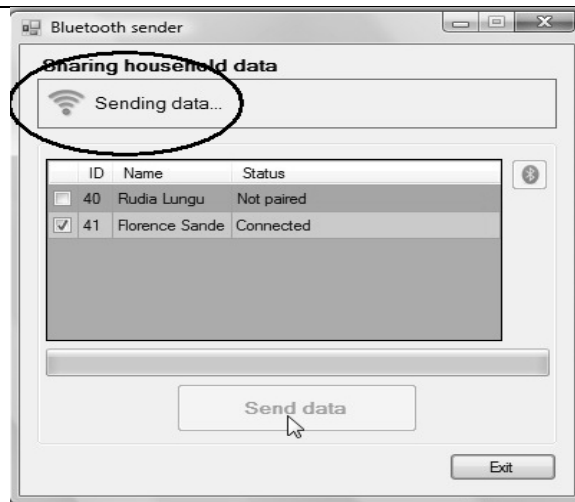 Bluetooth sender
Sharing household data
Sending data...
ID Name Status
40 Rudia Lungu Not paired
41 Florence Sande Connected
Send data
Exit